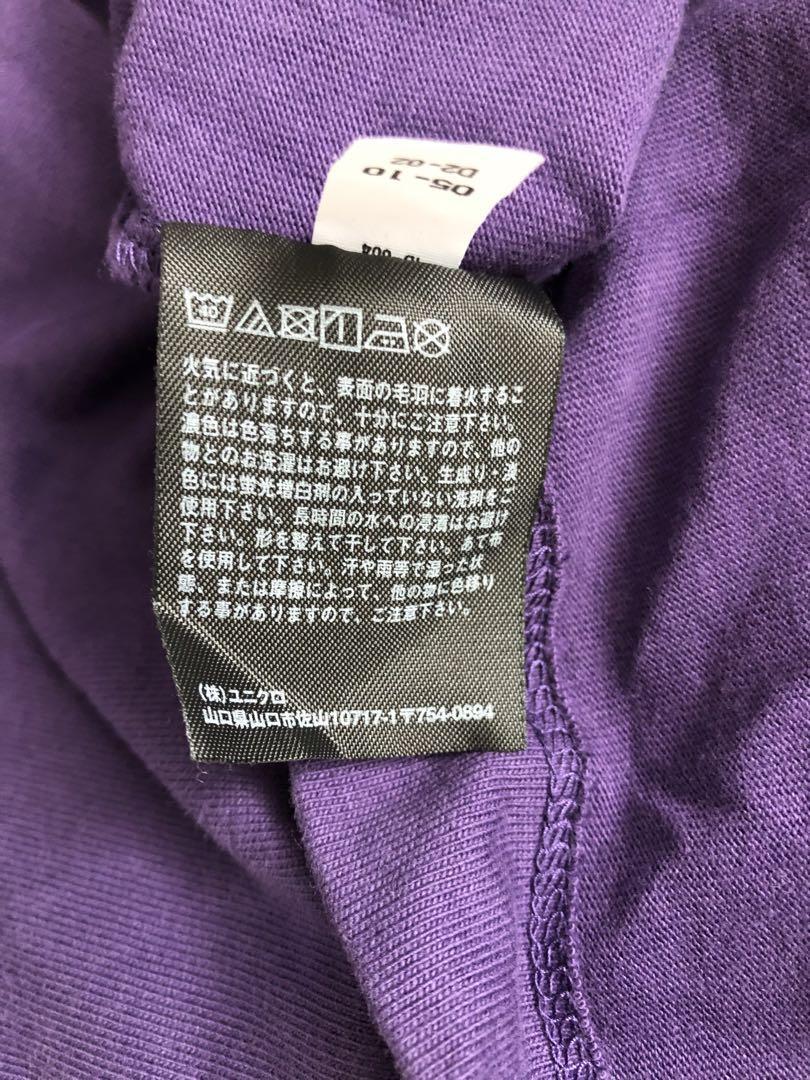 05-10
D2-02
40
火気に近づくと、表面の毛羽に着火するこ
とがありますので、十分にご注意下さい。
濃色は色落ちする事がありますので、他の
物とのお洗濯はお避け下さい。生成り・淡
色には蛍光増白剤の入っていない洗剤をご
使用下さい。長時間の水への浸漬はお避け
下さい。形を整えて干して下さい。あて布
を使用して下さい。汗や雨等で湿った状
態、または摩擦によって、他の物に色移り
する事がありますので、ご注意下さい。
(株)ユニクロ
山口県山口市佐山10717-1〒754-0894